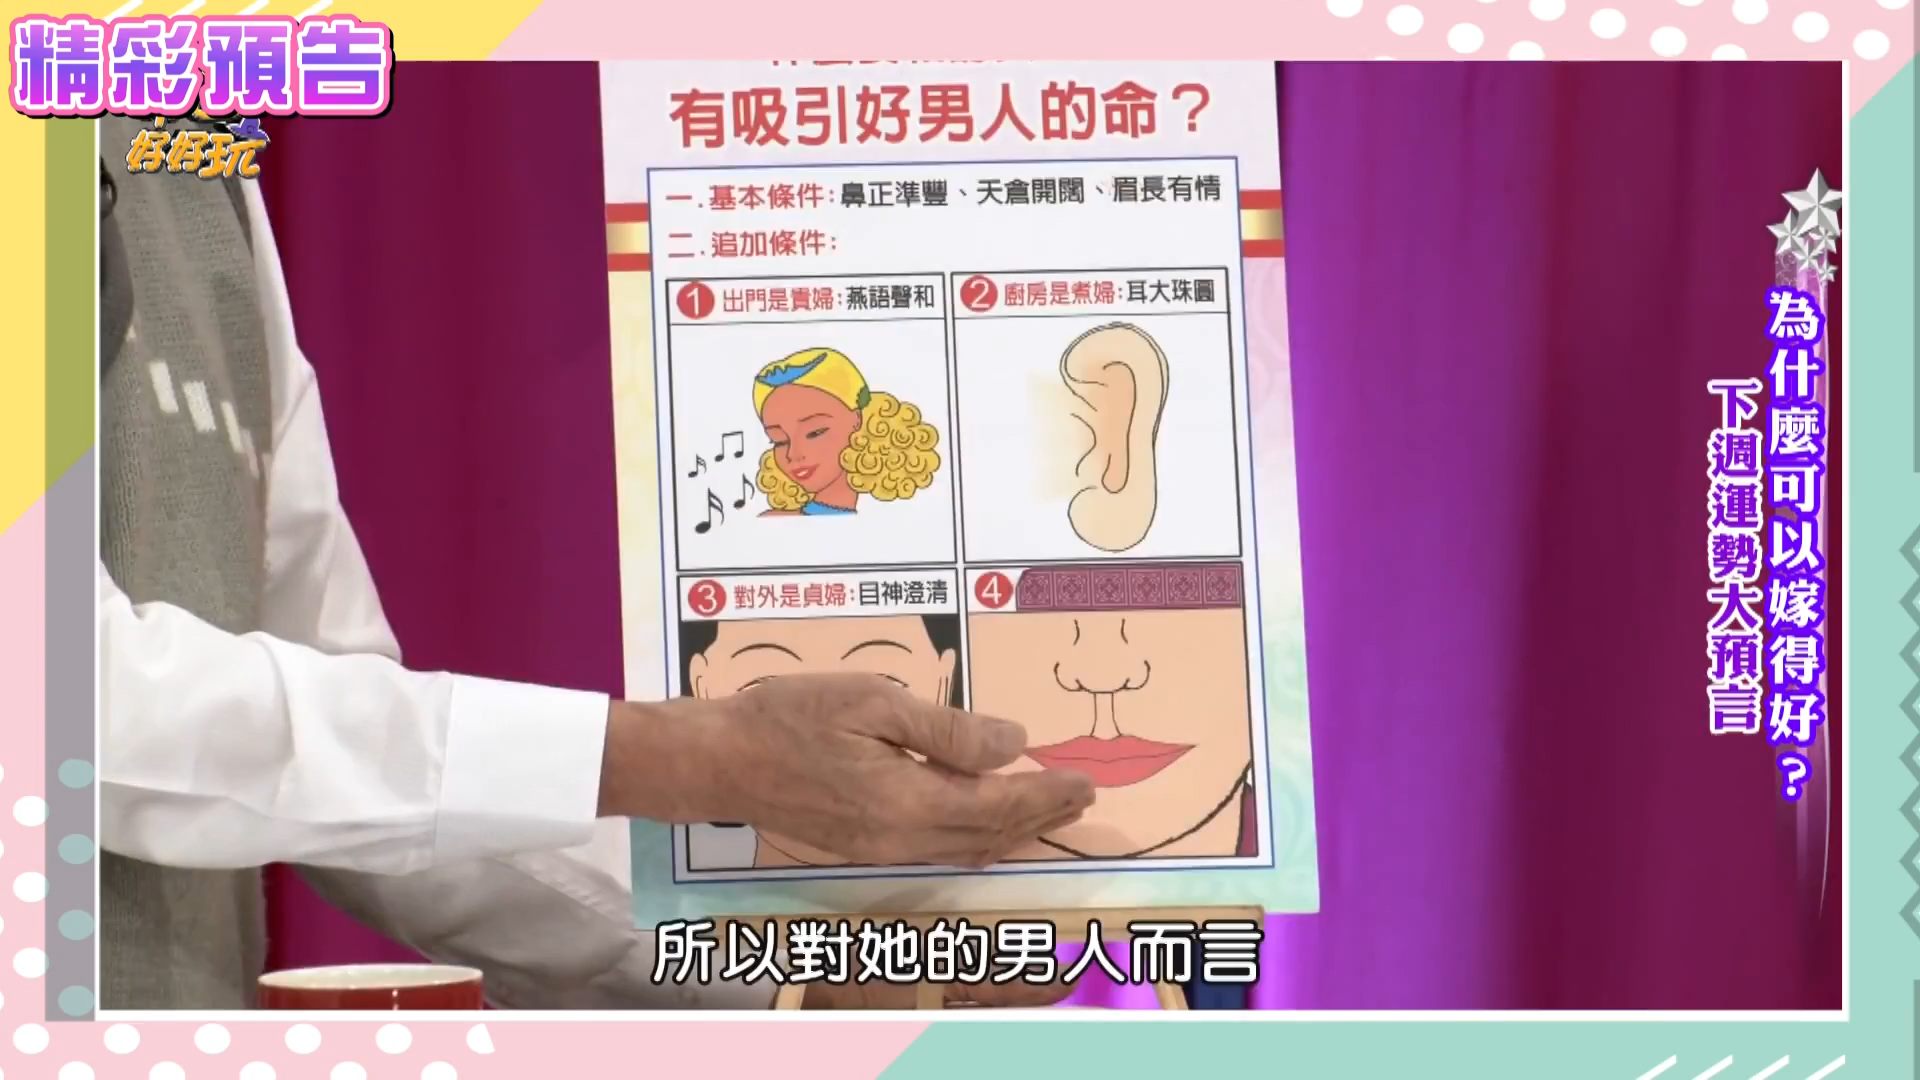 精彩預告
好好玩
有吸引好男人的命？
一.基本條件：鼻正準豐、天倉開闊、眉長有情
二.追加條件：
1 出門是貴婦：燕語聲和
2 廚房是煮婦：耳大珠圓
3 對外是貞婦：目神澄清
4
為什麼可以嫁得好？
下週運勢大預言
所以對她的男人而言